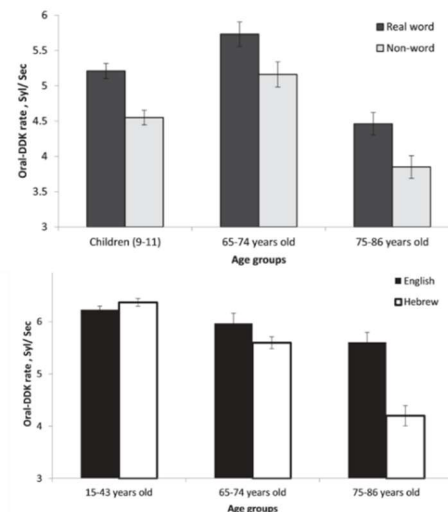 6
5.5
5
4.5
4
3.5
3
Oral-DDK rate , Syl/ Sec
Real word
Non-word
Children (9-11)
65-74 years old
75-86 years old
Age groups
6
5
4
3
Oral-DDK rate , Syl/ Sec
English
Hebrew
15-43 years old
65-74 years old
75-86 years old
Age groups